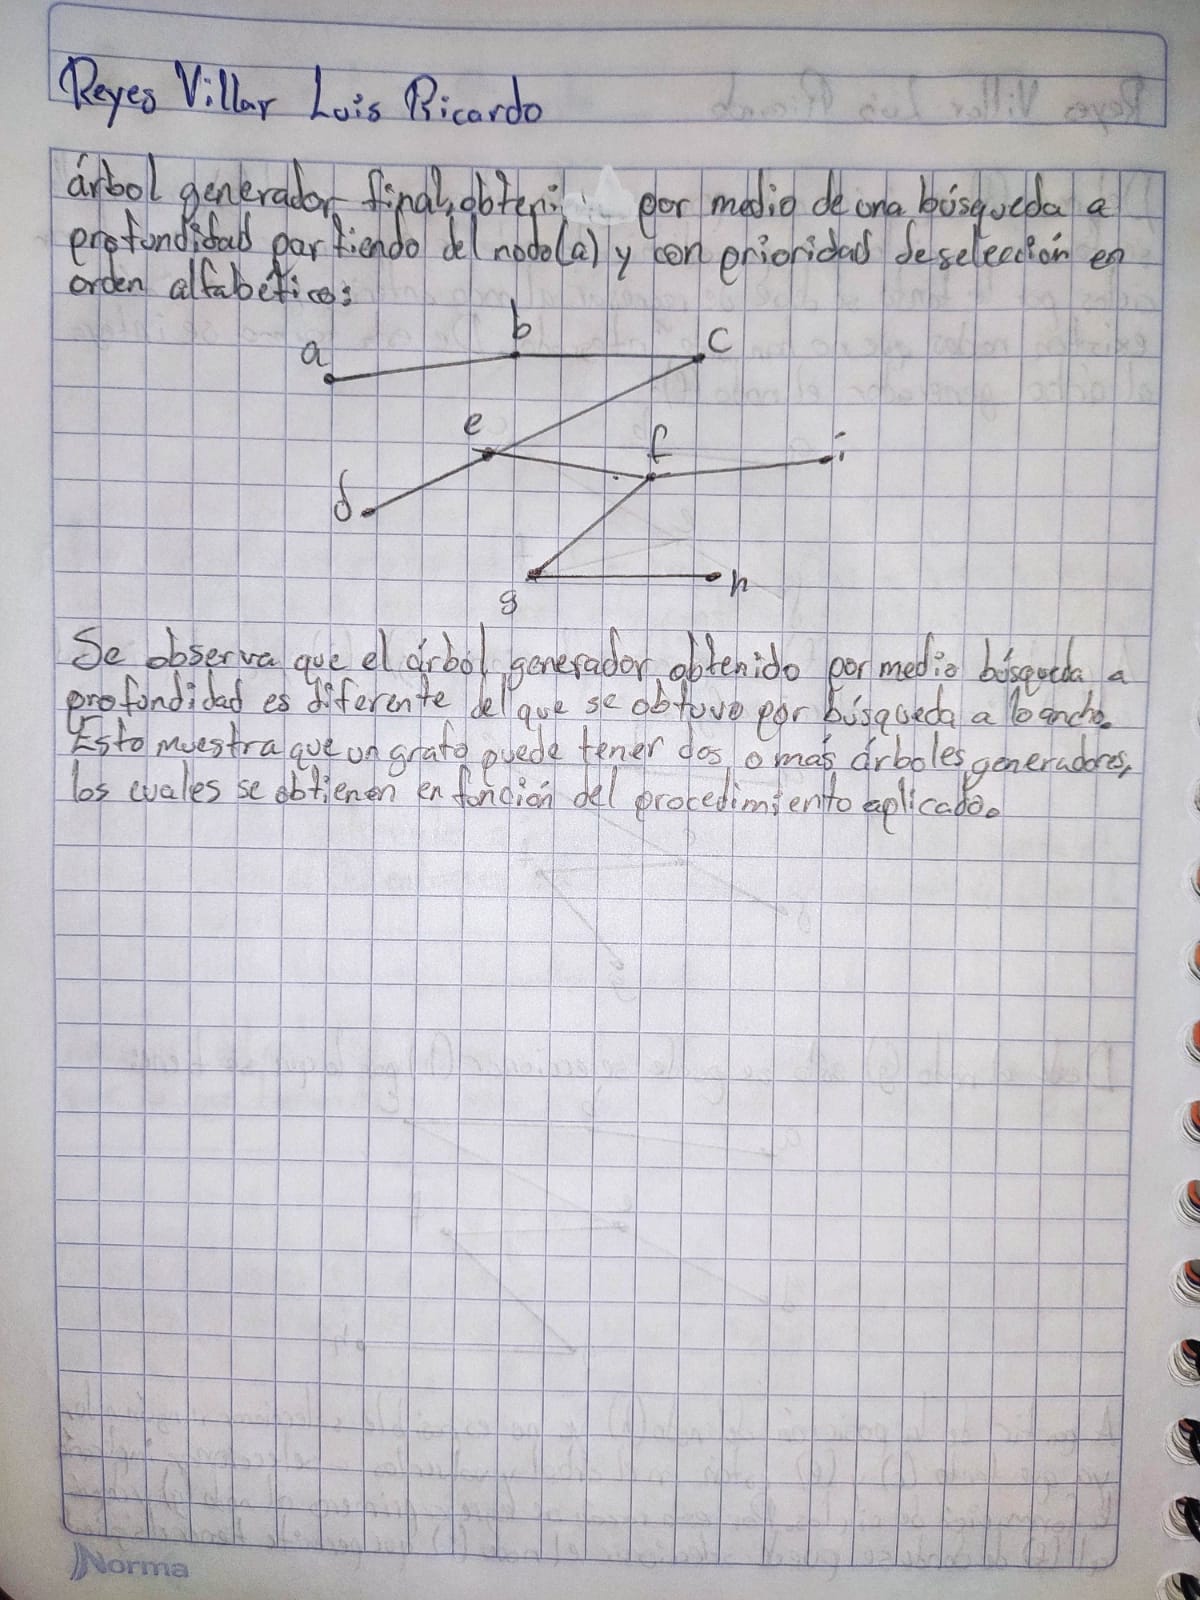 Reyes Villar Luis Ricardo
árbol generador final, obteni por medio de una búsqueda a
profundidad partiendo del nodo(a) y con prioridad de selección en
orden alfabético:
b
a
c
e
f
i
d
h
g
Se observa que el árbol generador obtenido por medio búsqueda a
profundidad es diferente del que se obtuvo por búsqueda a lo ancho.
Esto muestra que un grafo puede tener dos o más árboles generadores,
los cuales se obtienen en función del procedimiento aplicado.
Norma